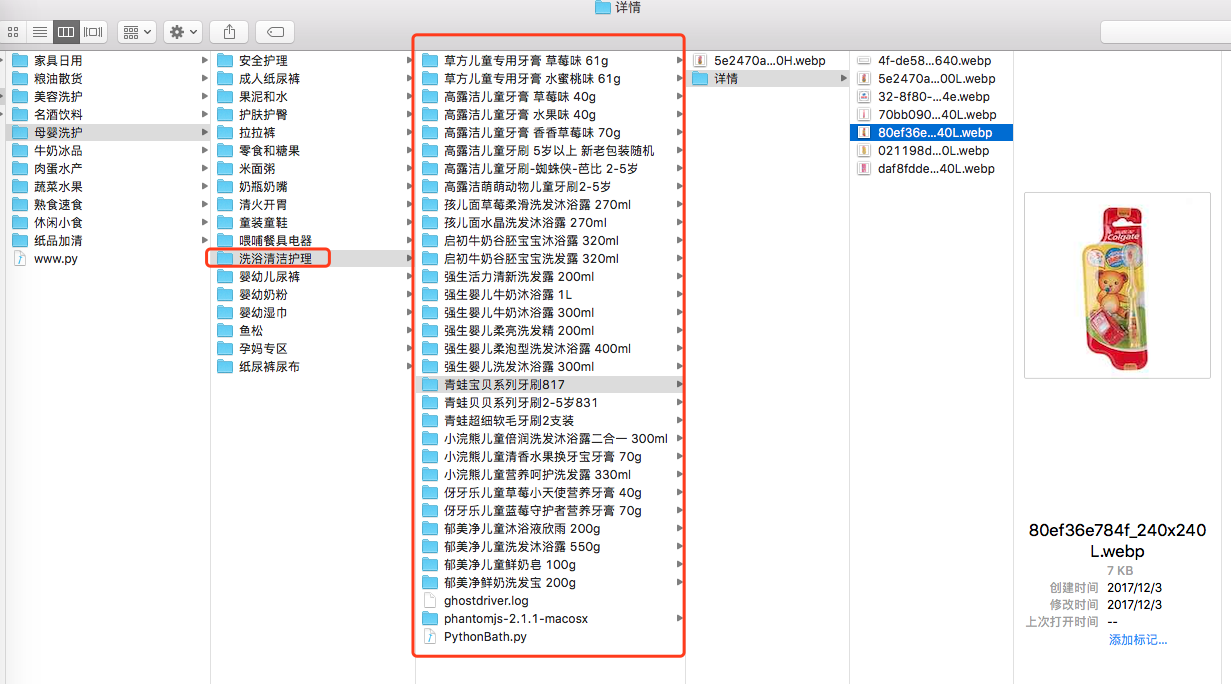 详情
家具日用
粮油散货
美容洗护
名酒饮料
母婴洗护
牛奶冰品
肉蛋水产
蔬菜水果
熟食速食
休闲小食
纸品加清
www.py
安全护理
成人纸尿裤
果泥和水
护肤护臀
拉拉裤
零食和糖果
米面粥
奶瓶奶嘴
清火开胃
童装童鞋
喂哺餐具电器
洗浴清洁护理
婴幼儿尿裤
婴幼奶粉
婴幼湿巾
鱼松
孕妈专区
纸尿裤尿布
草方儿童专用牙膏 草莓味 61g
草方儿童专用牙膏 水蜜桃味 61g
高露洁儿童牙膏 草莓味 40g
高露洁儿童牙膏 水果味 40g
高露洁儿童牙膏 香香草莓味 70g
高露洁儿童牙刷 5岁以上 新老包装随机
高露洁儿童牙刷-蜘蛛侠-芭比 2-5岁
高露洁萌萌动物儿童牙刷2-5岁
孩儿面草莓柔滑洗发沐浴露 270ml
孩儿面水晶洗发沐浴露 270ml
启初牛奶谷胚宝宝沐浴露 320ml
启初牛奶谷胚宝宝洗发露 320ml
强生活力清新洗发露 200ml
强生婴儿牛奶沐浴露 1L
强生婴儿牛奶沐浴露 300ml
强生婴儿柔亮洗发精 200ml
强生婴儿柔泡型洗发沐浴露 400ml
强生婴儿洗发沐浴露 300ml
青蛙宝贝系列牙刷817
青蛙贝贝系列牙刷2-5岁831
青蛙超细软毛牙刷2支装
小浣熊儿童倍润洗发沐浴露二合一 300ml
小浣熊儿童清香水果换牙宝牙膏 70g
小浣熊儿童营养呵护洗发露 330ml
伢牙乐儿童草莓小天使营养牙膏 40g
伢牙乐儿童蓝莓守护者营养牙膏 70g
郁美净儿童沐浴液欣雨 200g
郁美净儿童洗发沐浴露 550g
郁美净儿童鲜奶皂 100g
郁美净鲜奶洗发宝 200g
ghostdriver.log
phantomjs-2.1.1-macosx
PythonBath.py
5e2470a...0H.webp
详情
4f-de58...640.webp
5e2470a...00L.webp
32-8f80-...4e.webp
70bb090...40L.webp
80ef36e...40L.webp
021198d...0L.webp
daf8fdde...40L.webp
Colgate
80ef36e784f_240x240
L.webp
7 KB
创建时间 2017/12/3
修改时间 2017/12/3
上次打开时间 --
添加标记...